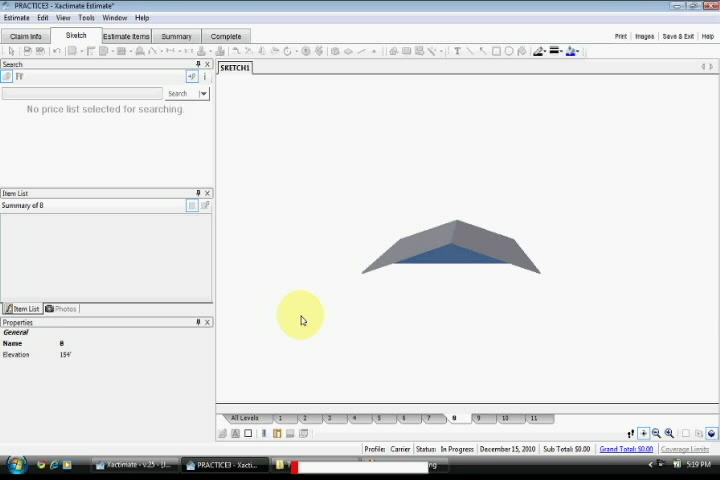 PRACTICE3 - Xactimate Estimate*
Estimate Edit View Tools Window Help
Claim Info Sketch Estimate Items Summary Complete
Print Images Save & Exit Help
Search
SKETCH1
Search
No price list selected for searching.
Item List
Summary of 8
Item List Photos
Properties
General
Name 8
Elevation 154'
All Levels 1 2 3 4 5 6 7 8 9 10 11
Profile: Carrier Status: In Progress December 15, 2010 Sub Total: $0.00 Grand Total: $0.00 Coverage Limits
Xactimate - v.25 - [J... PRACTICE3 - Xacti...
5:19 PM